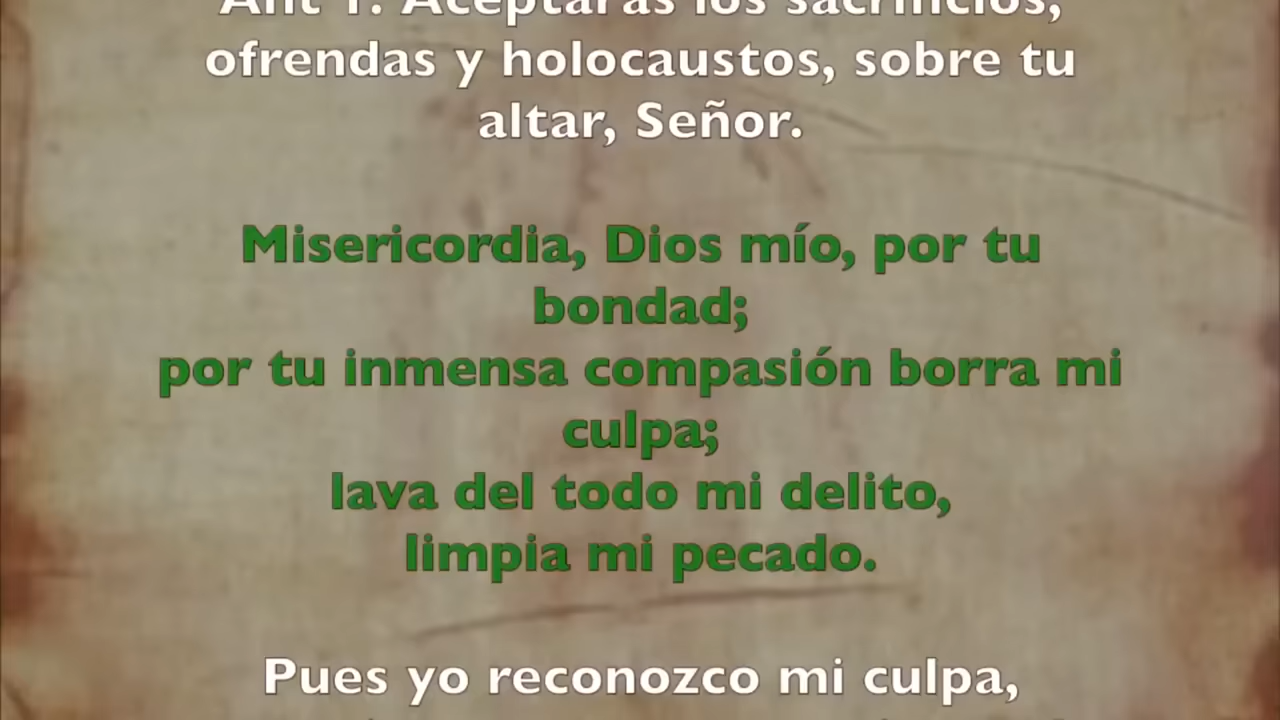 Ant 1. Aceptarás los sacrificios,
ofrendas y holocaustos, sobre tu
altar, Señor.
Misericordia, Dios mío, por tu
bondad;
por tu inmensa compasión borra mi
culpa;
lava del todo mi delito,
limpia mi pecado.
Pues yo reconozco mi culpa,